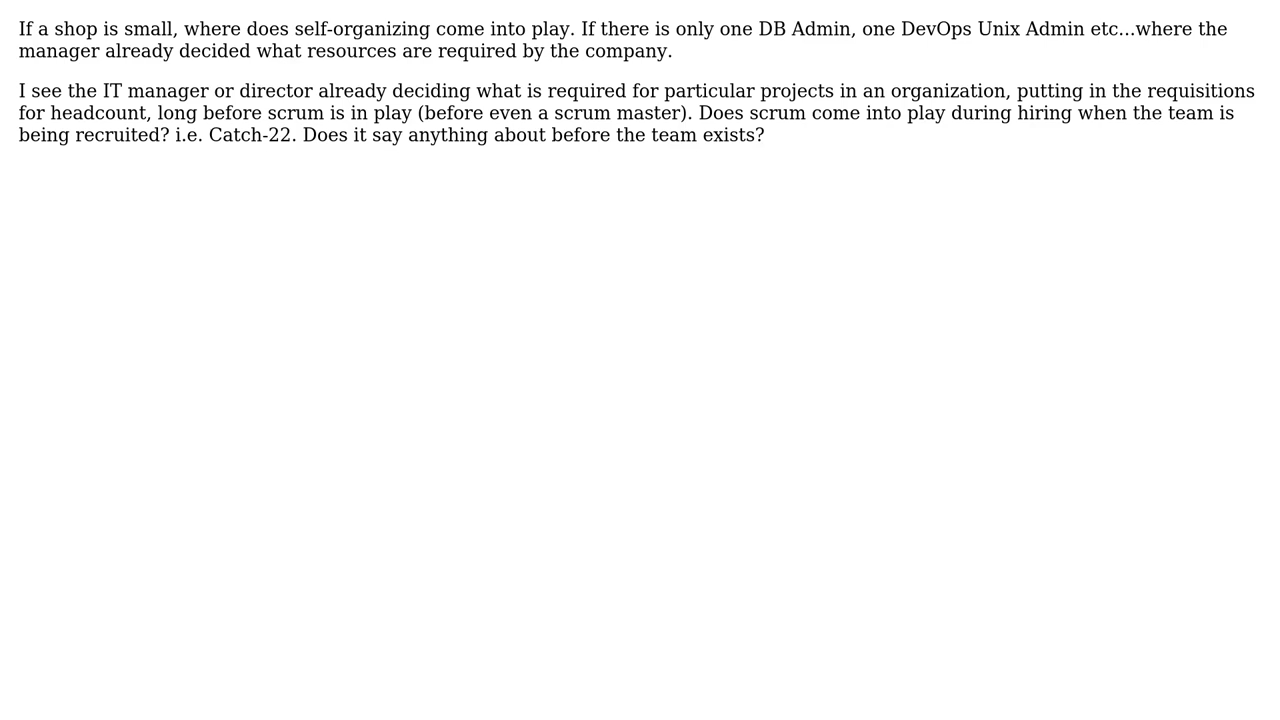 If a shop is small, where does self-organizing come into play. If there is only one DB Admin, one DevOps Unix Admin etc...where the
manager already decided what resources are required by the company.
I see the IT manager or director already deciding what is required for particular projects in an organization, putting in the requisitions
for headcount, long before scrum is in play (before even a scrum master). Does scrum come into play during hiring when the team is
being recruited? i.e. Catch-22. Does it say anything about before the team exists?